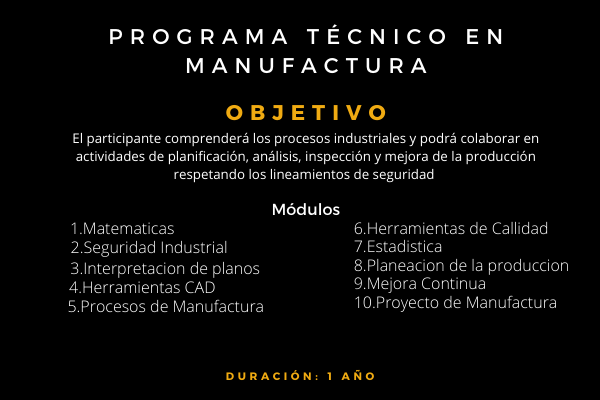 PROGRAMA TÉCNICO EN
MANUFACTURA
OBJETIVO
El participante comprenderá los procesos industriales y podrá colaborar en
actividades de planificación, análisis, inspección y mejora de la producción
respetando los lineamientos de seguridad
Módulos
1.Matematicas
2.Seguridad Industrial
3.Interpretacion de planos
4.Herramientas CAD
5.Procesos de Manufactura
6.Herramientas de Callidad
7.Estadistica
8.Planeacion de la produccion
9.Mejora Continua
10.Proyecto de Manufactura
DURACIÓN: 1 AÑO